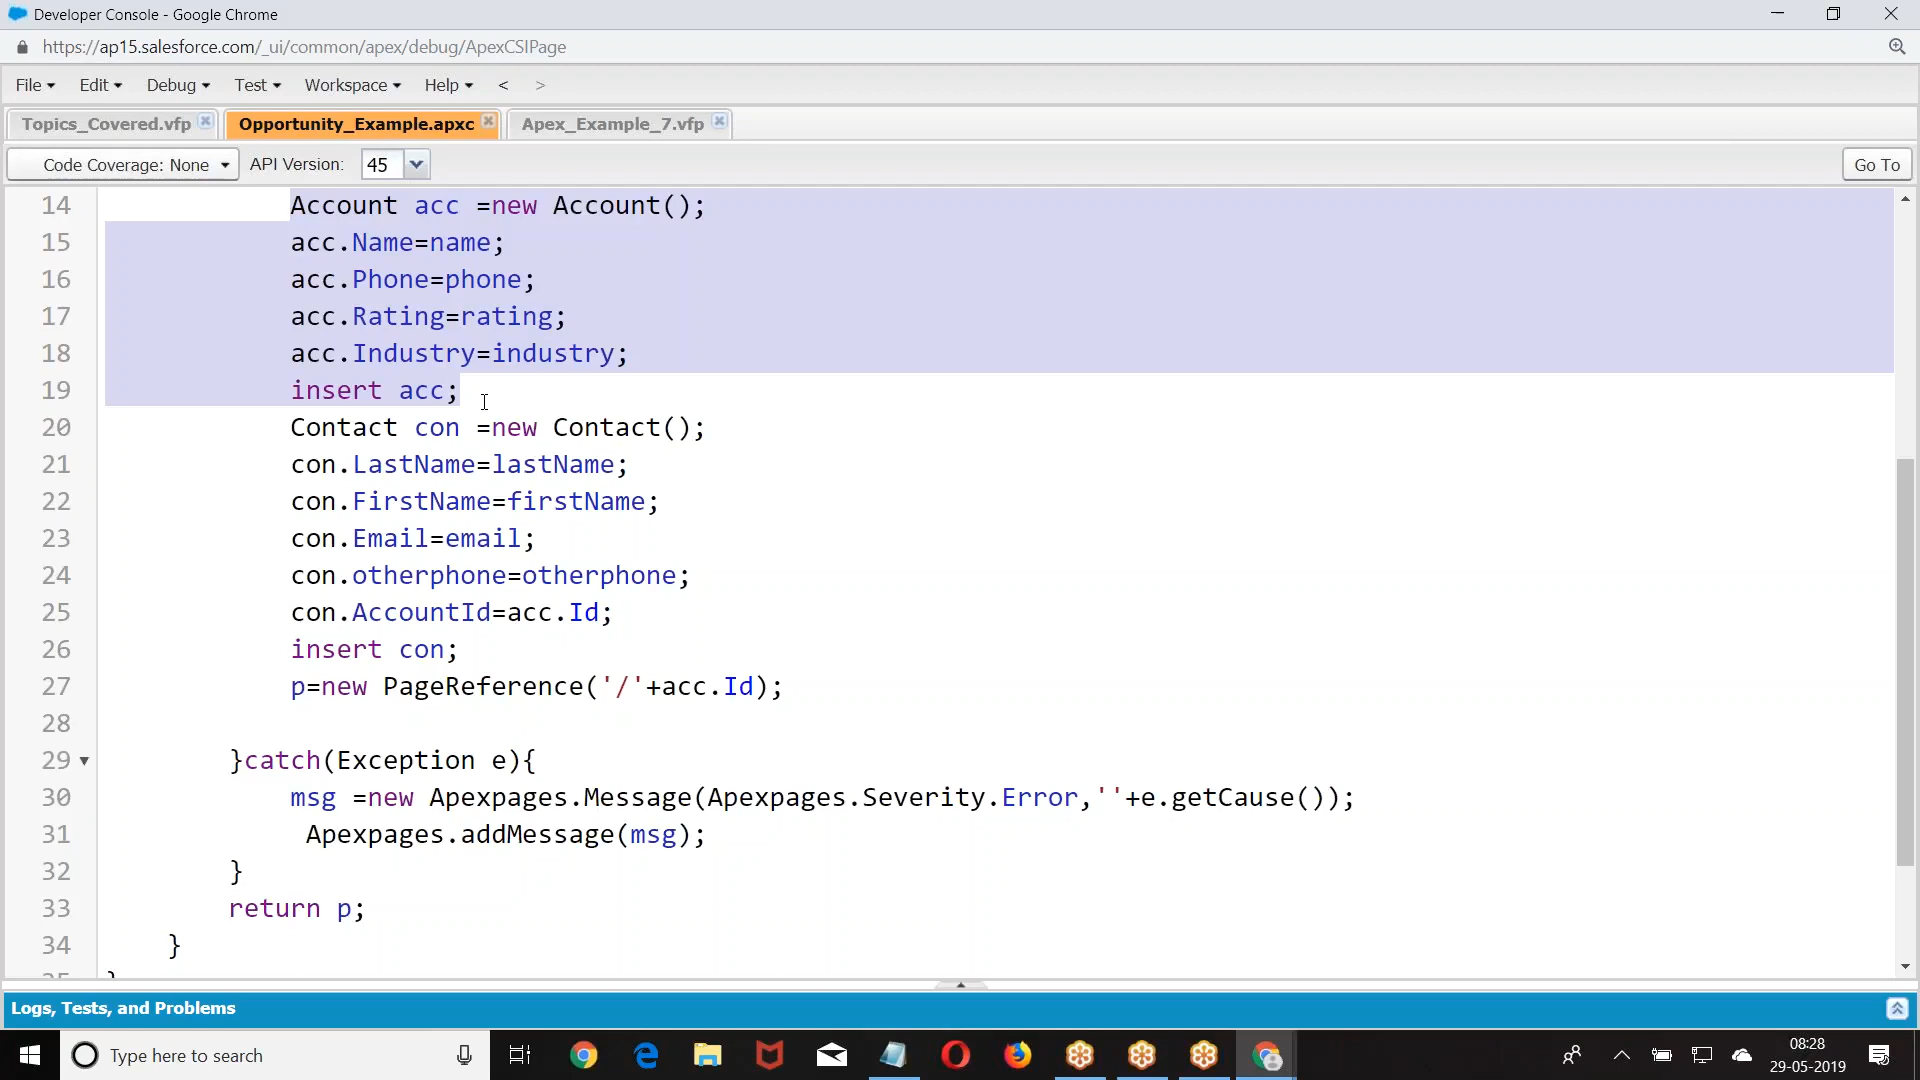 Developer Console - Google Chrome
https://ap15.salesforce.com/_ui/common/apex/debug/ApexCSIPage
File Edit Debug Test Workspace Help < >
Topics_Covered.vfp Opportunity_Example.apxc Apex_Example_7.vfp
Code Coverage: None API Version: 45 Go To
14 Account acc =new Account();
15 acc.Name=name;
16 acc.Phone=phone;
17 acc.Rating=rating;
18 acc.Industry=industry;
19 insert acc;
20 Contact con =new Contact();
21 con.LastName=lastName;
22 con.FirstName=firstName;
23 con.Email=email;
24 con.otherphone=otherphone;
25 con.AccountId=acc.Id;
26 insert con;
27 p=new PageReference('/'+acc.Id);
28
29 }catch(Exception e){
30 msg =new Apexpages.Message(Apexpages.Severity.Error,''+e.getCause());
31 Apexpages.addMessage(msg);
32 }
33 return p;
34 }
35 }
Logs, Tests, and Problems
Type here to search
08:28
29-05-2019